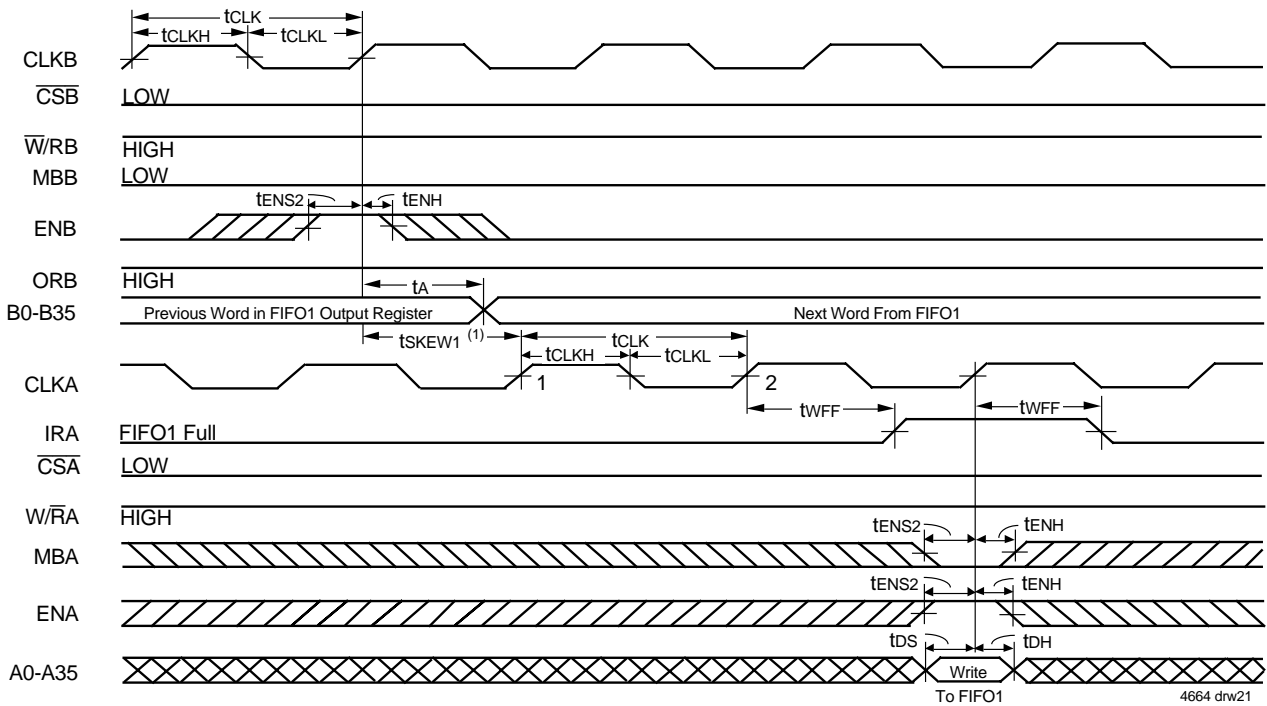 tCLK
tCLKH tCLKL
CLKB
CSB LOW
W/RB HIGH
MBB LOW
tENS2 tENH
ENB
ORB HIGH
tA
B0-B35 Previous Word in FIFO1 Output Register Next Word From FIFO1
tSKEW1 (1) tCLK
tCLKH tCLKL
CLKA 1 2
tWFF tWFF
IRA FIFO1 Full
CSA LOW
W/RA HIGH
tENS2 tENH
MBA
tENS2 tENH
ENA
tDS tDH
A0-A35 Write
To FIFO1 4664 drw21